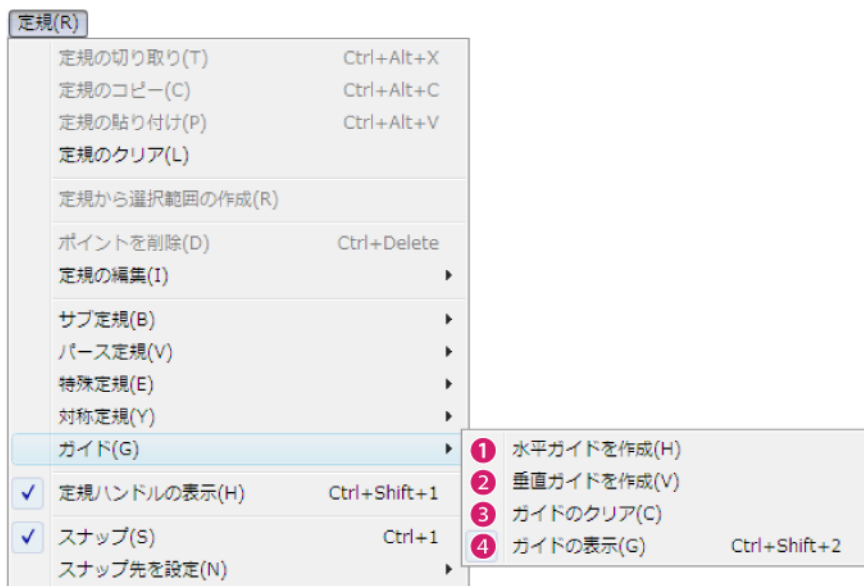 定規(R)
定規の切り取り(T) Ctrl+Alt+X
定規のコピー(C) Ctrl+Alt+C
定規の貼り付け(P) Ctrl+Alt+V
定規のクリア(L)
定規から選択範囲の作成(R)
ポイントを削除(D) Ctrl+Delete
定規の編集(I)
サブ定規(B)
パース定規(V)
特殊定規(E)
対称定規(Y)
ガイド(G)
定規ハンドルの表示(H) Ctrl+Shift+1
スナップ(S) Ctrl+1
スナップ先を設定(N)
1 水平ガイドを作成(H)
2 垂直ガイドを作成(V)
3 ガイドのクリア(C)
4 ガイドの表示(G) Ctrl+Shift+2